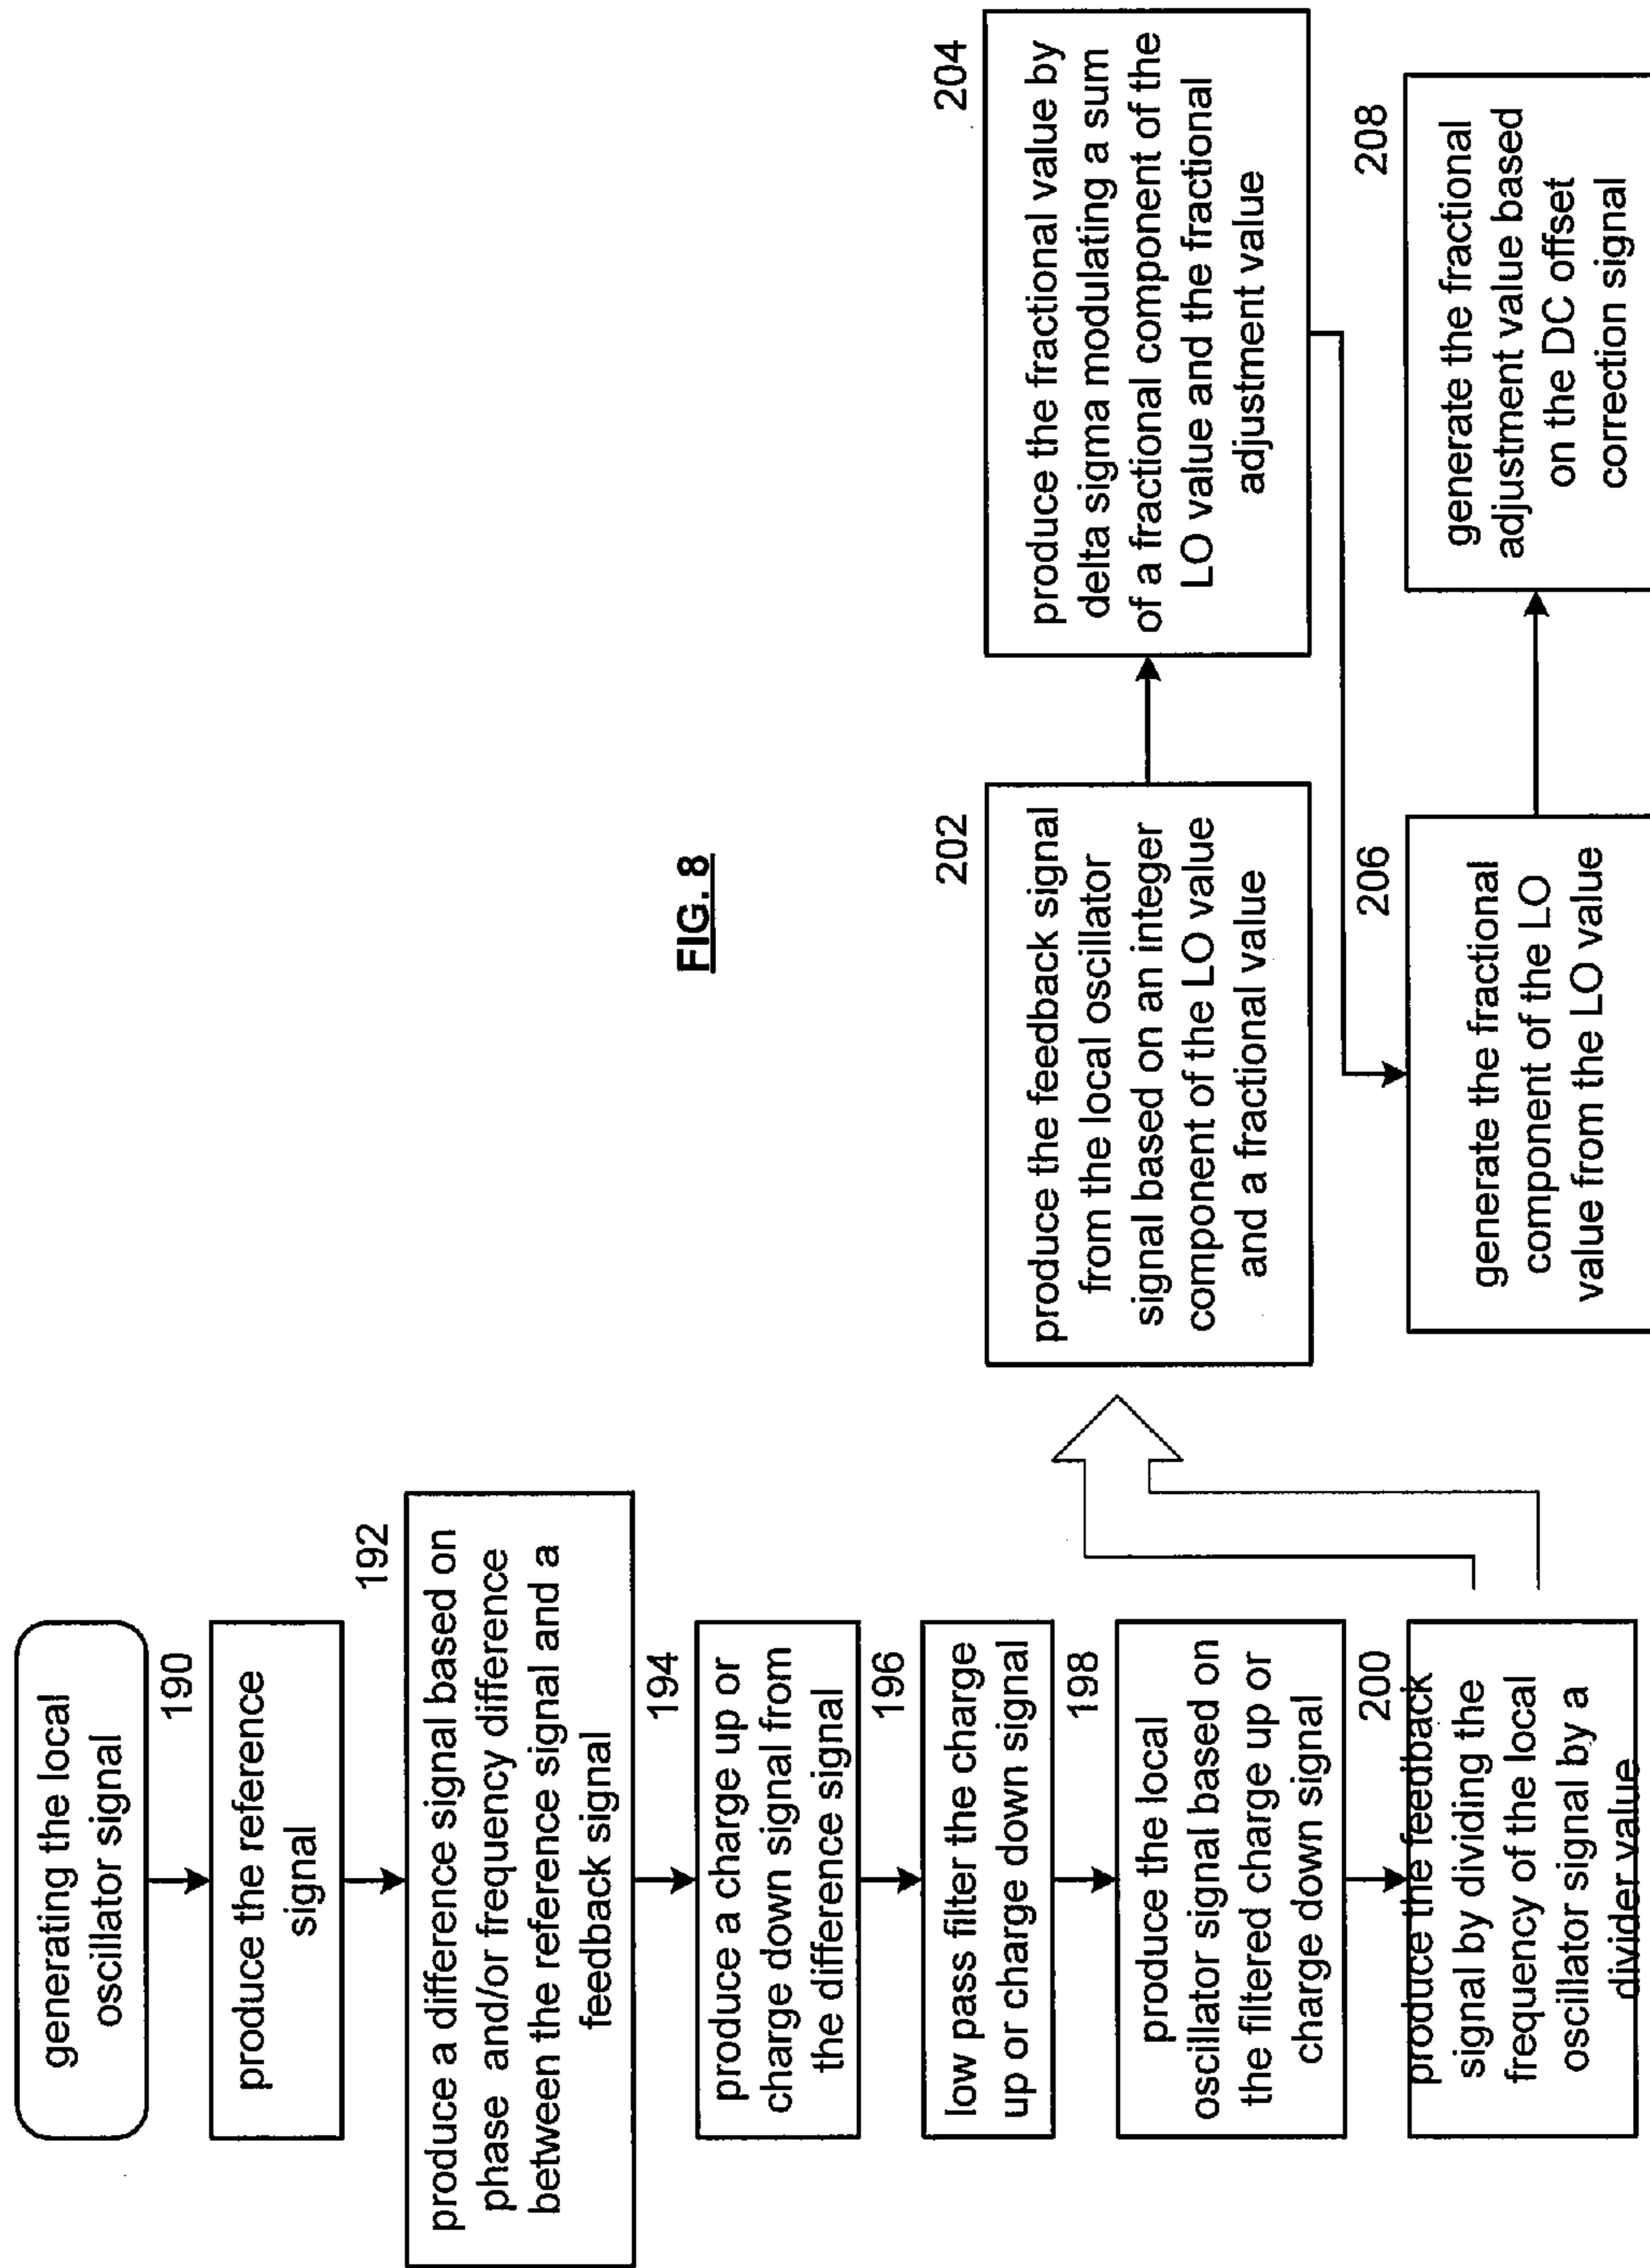 generating the local
oscillator signal
190
produce the reference
signal
192
produce a difference signal based on
phase and/or frequency difference
between the reference signal and a
feedback signal
194
produce a charge up or
charge down signal from
the difference signal
196
low pass filter the charge
up or charge down signal
198
produce the local
oscillator signal based on
the filtered charge up or
charge down signal
200
produce the feedback
signal by dividing the
frequency of the local
oscillator signal by a
divider value
FIG. 8
202
produce the feedback signal
from the local oscillator
signal based on an integer
component of the LO value
and a fractional value
204
produce the fractional value by
delta sigma modulating a sum
of a fractional component of the
LO value and the fractional
adjustment value
206
generate the fractional
component of the LO
value from the LO value
208
generate the fractional
adjustment value based
on the DC offset
correction signal